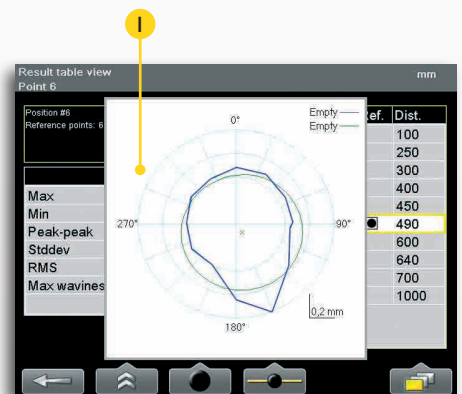 I
Result table view
mm
Point 6
Position #6
Reference points: 6
Max
Min
Peak-peak
Stddev
RMS
Max wavines
0°
90°
180°
270°
Empfy
Empfy
0,2 mm
ef. Dist.
100
250
300
400
450
490
600
640
700
1000